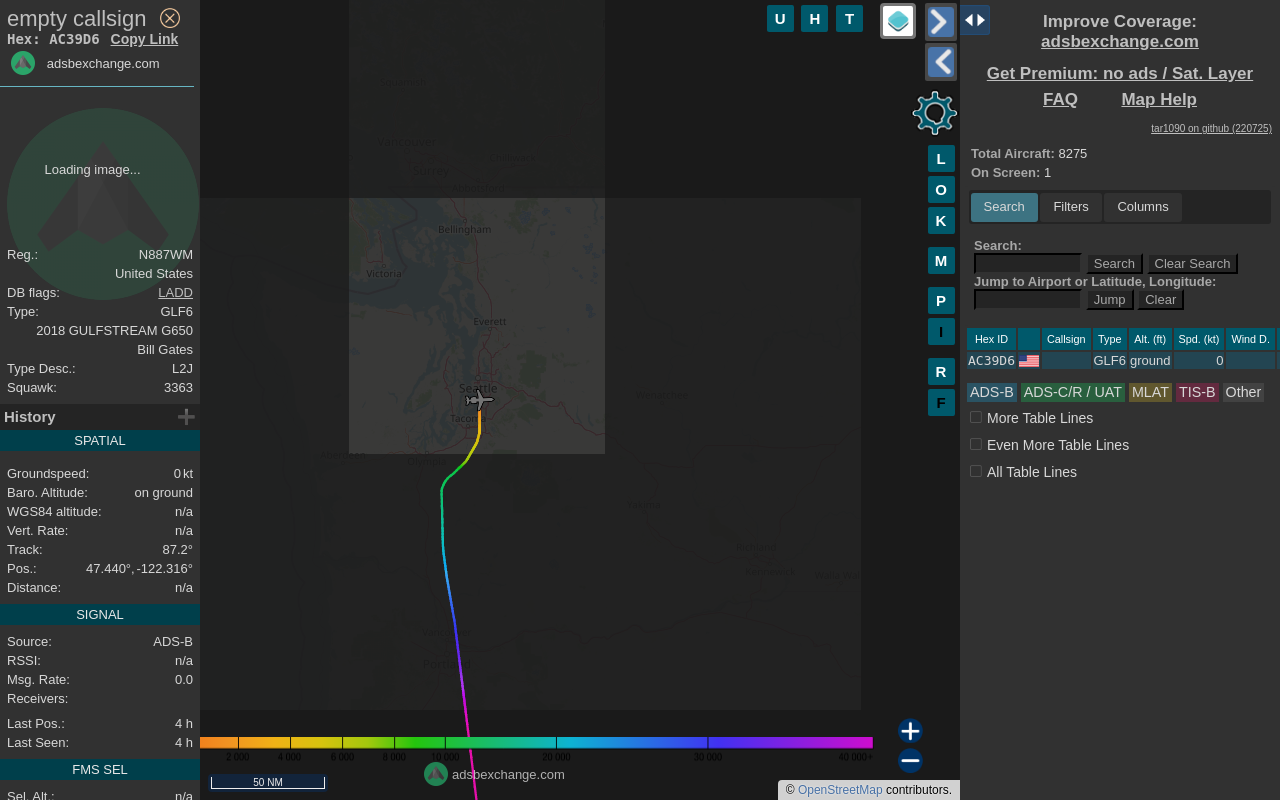 empty callsign
Hex: AC39D6 Copy Link
adsbexchange.com
Loading image...
Reg.: N887WM
United States
DB flags: LADD
Type: GLF6
2018 GULFSTREAM G650
Bill Gates
Type Desc.: L2J
Squawk: 3363
History
SPATIAL
Groundspeed: 0 kt
Baro. Altitude: on ground
WGS84 altitude: n/a
Vert. Rate: n/a
Track: 87.2°
Pos.: 47.440°, -122.316°
Distance: n/a
SIGNAL
Source: ADS-B
RSSI: n/a
Msg. Rate: 0.0
Receivers:
Last Pos.: 4 h
Last Seen: 4 h
FMS SEL
Sel. Alt.: n/a
U H T
L
O
K
M
P
I
R
F
Vancouver
Surrey
Abbotsford
Bellingham
Victoria
Everett
Seattle
Tacoma
Olympia
Yakima
Richland
Kennewick
Vancouver
Portland
2 000 4 000 6 000 8 000 10 000 20 000 30 000 40 000+
50 NM
adsbexchange.com
© OpenStreetMap contributors.
Improve Coverage:
adsbexchange.com
Get Premium: no ads / Sat. Layer
FAQ Map Help
tar1090 on github (220725)
Total Aircraft: 8275
On Screen: 1
Search Filters Columns
Search:
Search Clear Search
Jump to Airport or Latitude, Longitude:
Jump Clear
Hex ID Callsign Type Alt. (ft) Spd. (kt) Wind D.
AC39D6 GLF6 ground 0
ADS-B ADS-C/R / UAT MLAT TIS-B Other
More Table Lines
Even More Table Lines
All Table Lines